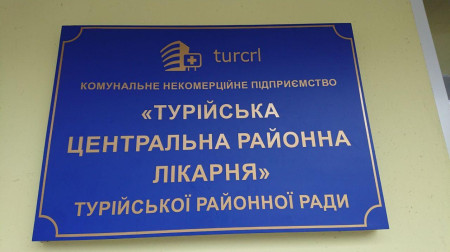 turcrl
КОМУНАЛЬНЕ НЕКОМЕРЦІЙНЕ ПІДПРИЄМСТВО
«ТУРІЙСЬКА
ЦЕНТРАЛЬНА РАЙОННА
ЛІКАРНЯ»
ТУРІЙСЬКОЇ РАЙОННОЇ РАДИ